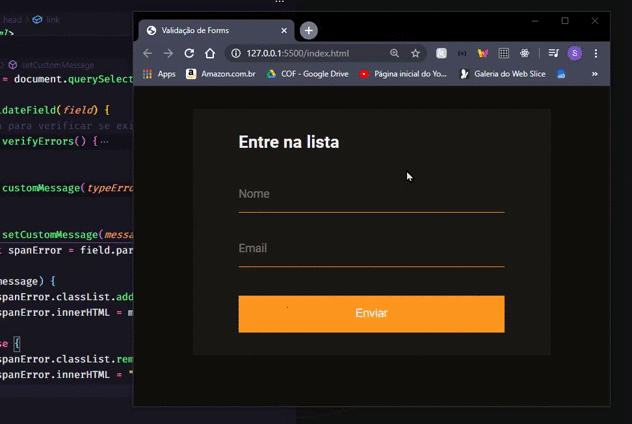 head > link
setCustomMessage
= document.querySelect
Validação de Forms
127.0.0.1:5500/index.html
S
Apps
Amazon.com.br
COF - Google Drive
Página inicial do Yo...
Galeria do Web Slice
»
dateField(field) {
para verificar se exi
verifyErrors() {...
customMessage(typeErro
setCustomMessage(messa
spanError = field.par
message) {
spanError.classList.add
spanError.innerHTML = m
se {
spanError.classList.rem
spanError.innerHTML = "
Entre na lista
Nome
Email
Enviar